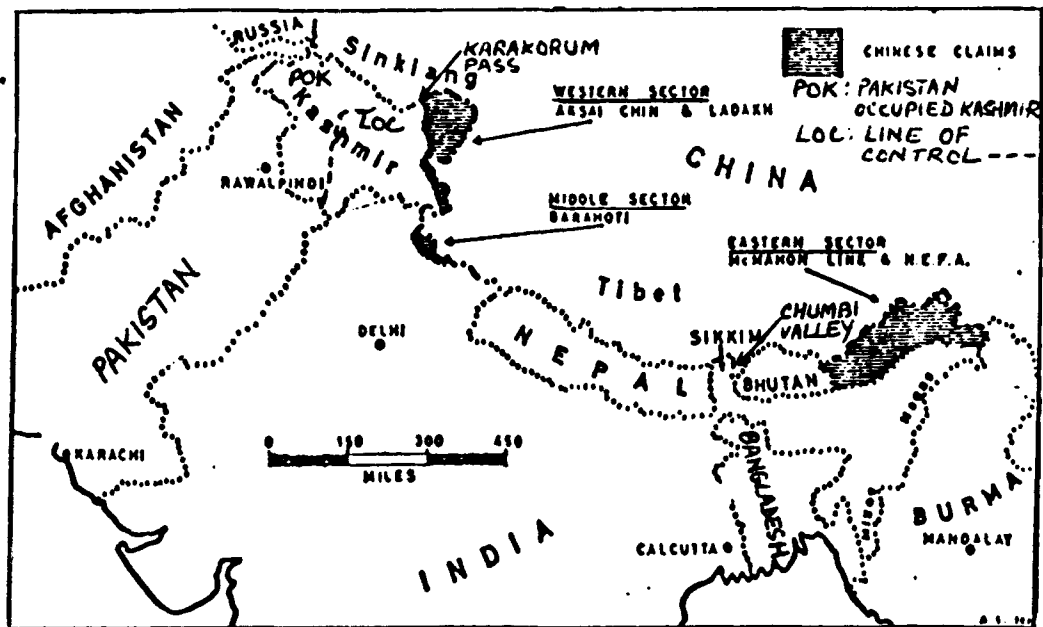 RUSSIA
Sinkiang
KARAKORUM
PASS
CHINESE CLAIMS
POK: PAKISTAN
OCCUPIED KASHMIR
LOC: LINE OF
CONTROL ---
POK
Kashmir
LOC
WESTERN SECTOR
AKSAI CHIN & LADAKH
AFGHANISTAN
RAWALPINDI
CHINA
MIDDLE SECTOR
BARAHOTI
EASTERN SECTOR
McMAHON LINE & N.E.F.A.
Tibet
PAKISTAN
DELHI
NEPAL
SIKKIM
CHUMBI
VALLEY
BHUTAN
0 150 300 450
MILES
KARACHI
BANGLADESH
INDIA
CALCUTTA
BURMA
MANDALAY